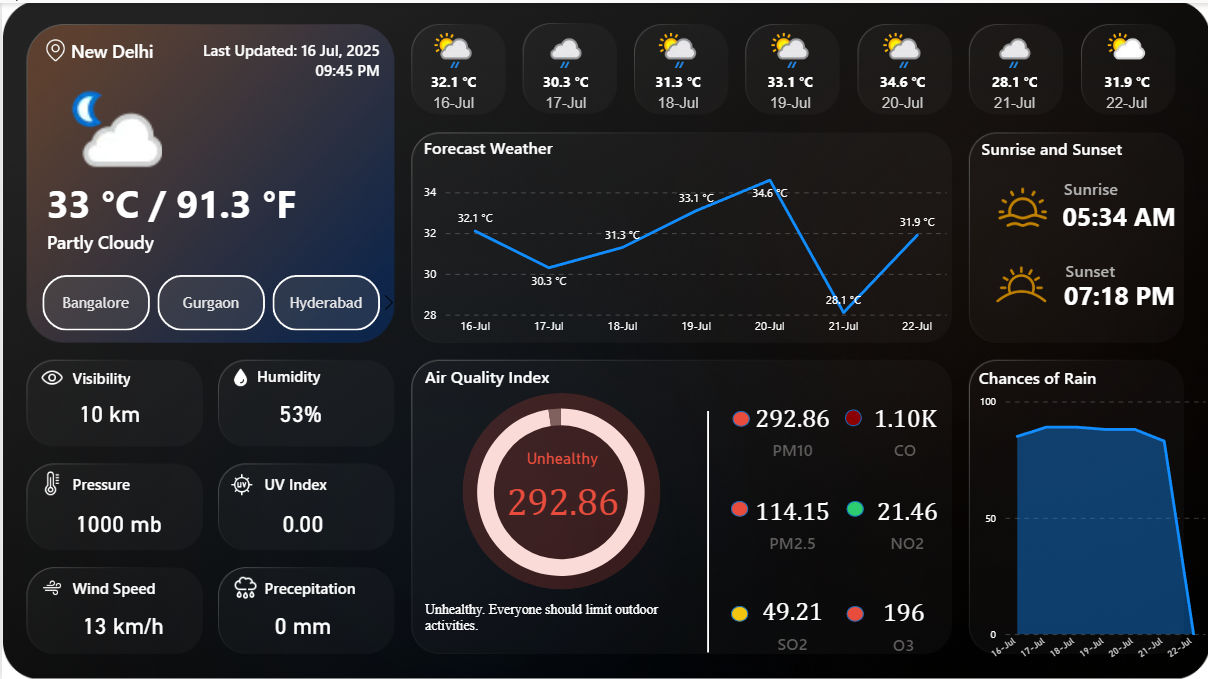 New Delhi
Last Updated: 16 Jul, 2025
09:45 PM
33 °C / 91.3 °F
Partly Cloudy
Bangalore
Gurgaon
Hyderabad
32.1 °C
16-Jul
30.3 °C
17-Jul
31.3 °C
18-Jul
33.1 °C
19-Jul
34.6 °C
20-Jul
28.1 °C
21-Jul
31.9 °C
22-Jul
Forecast Weather
34
32
30
28
32.1 °C
30.3 °C
31.3 °C
33.1 °C
34.6 °C
28.1 °C
31.9 °C
16-Jul
17-Jul
18-Jul
19-Jul
20-Jul
21-Jul
22-Jul
Sunrise and Sunset
Sunrise
05:34 AM
Sunset
07:18 PM
Visibility
10 km
Humidity
53%
Pressure
1000 mb
UV
UV Index
0.00
Wind Speed
13 km/h
Precepitation
0 mm
Air Quality Index
Unhealthy
292.86
Unhealthy. Everyone should limit outdoor
activities.
292.86
PM10
1.10K
CO
114.15
PM2.5
21.46
NO2
49.21
SO2
196
O3
Chances of Rain
100
50
0
16-Jul
17-Jul
18-Jul
19-Jul
20-Jul
21-Jul
22-Jul